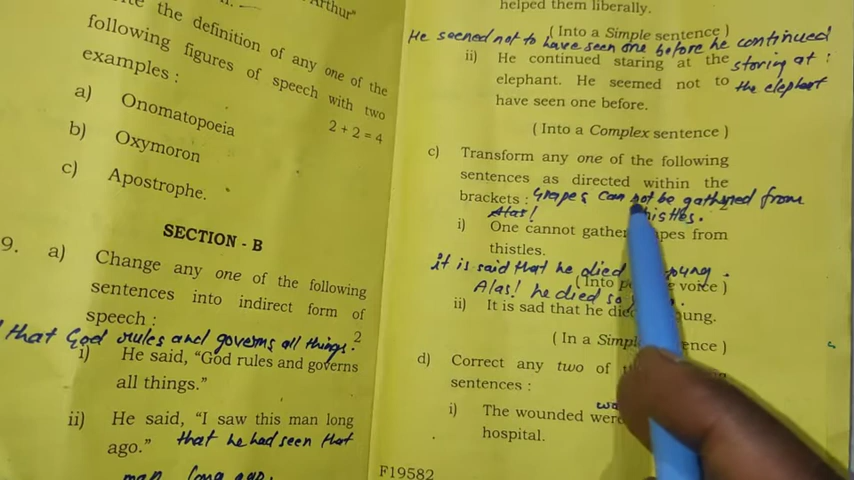 Arthur"
the definition of any one of the
following figures of speech with two
examples :
2 + 2 = 4
a) Onomatopoeia
b) Oxymoron
c) Apostrophe.
SECTION - B
9. a) Change any one of the following
sentences into indirect form of
speech :
2
that God rules and governs all things.
i) He said, "God rules and governs
all things."
ii) He said, "I saw this man long
ago." that he had seen that
man long ago.
helped them liberally.
(Into a Simple sentence)
He seemed not to have seen one before he continued
ii) He continued staring at the staring at
elephant. He seemed not to the elephant
have seen one before.
(Into a Complex sentence)
c) Transform any one of the following
sentences as directed within the
brackets : Grapes can not be gathered from
2
Alas! thistles.
i) One cannot gather from
thistles.
it is said that he died young.
(Into voice)
Alas! he died so
ii) It is sad that he
(In a
d) Correct any two of
sentences :
i) The wounded were
hospital.
F19582